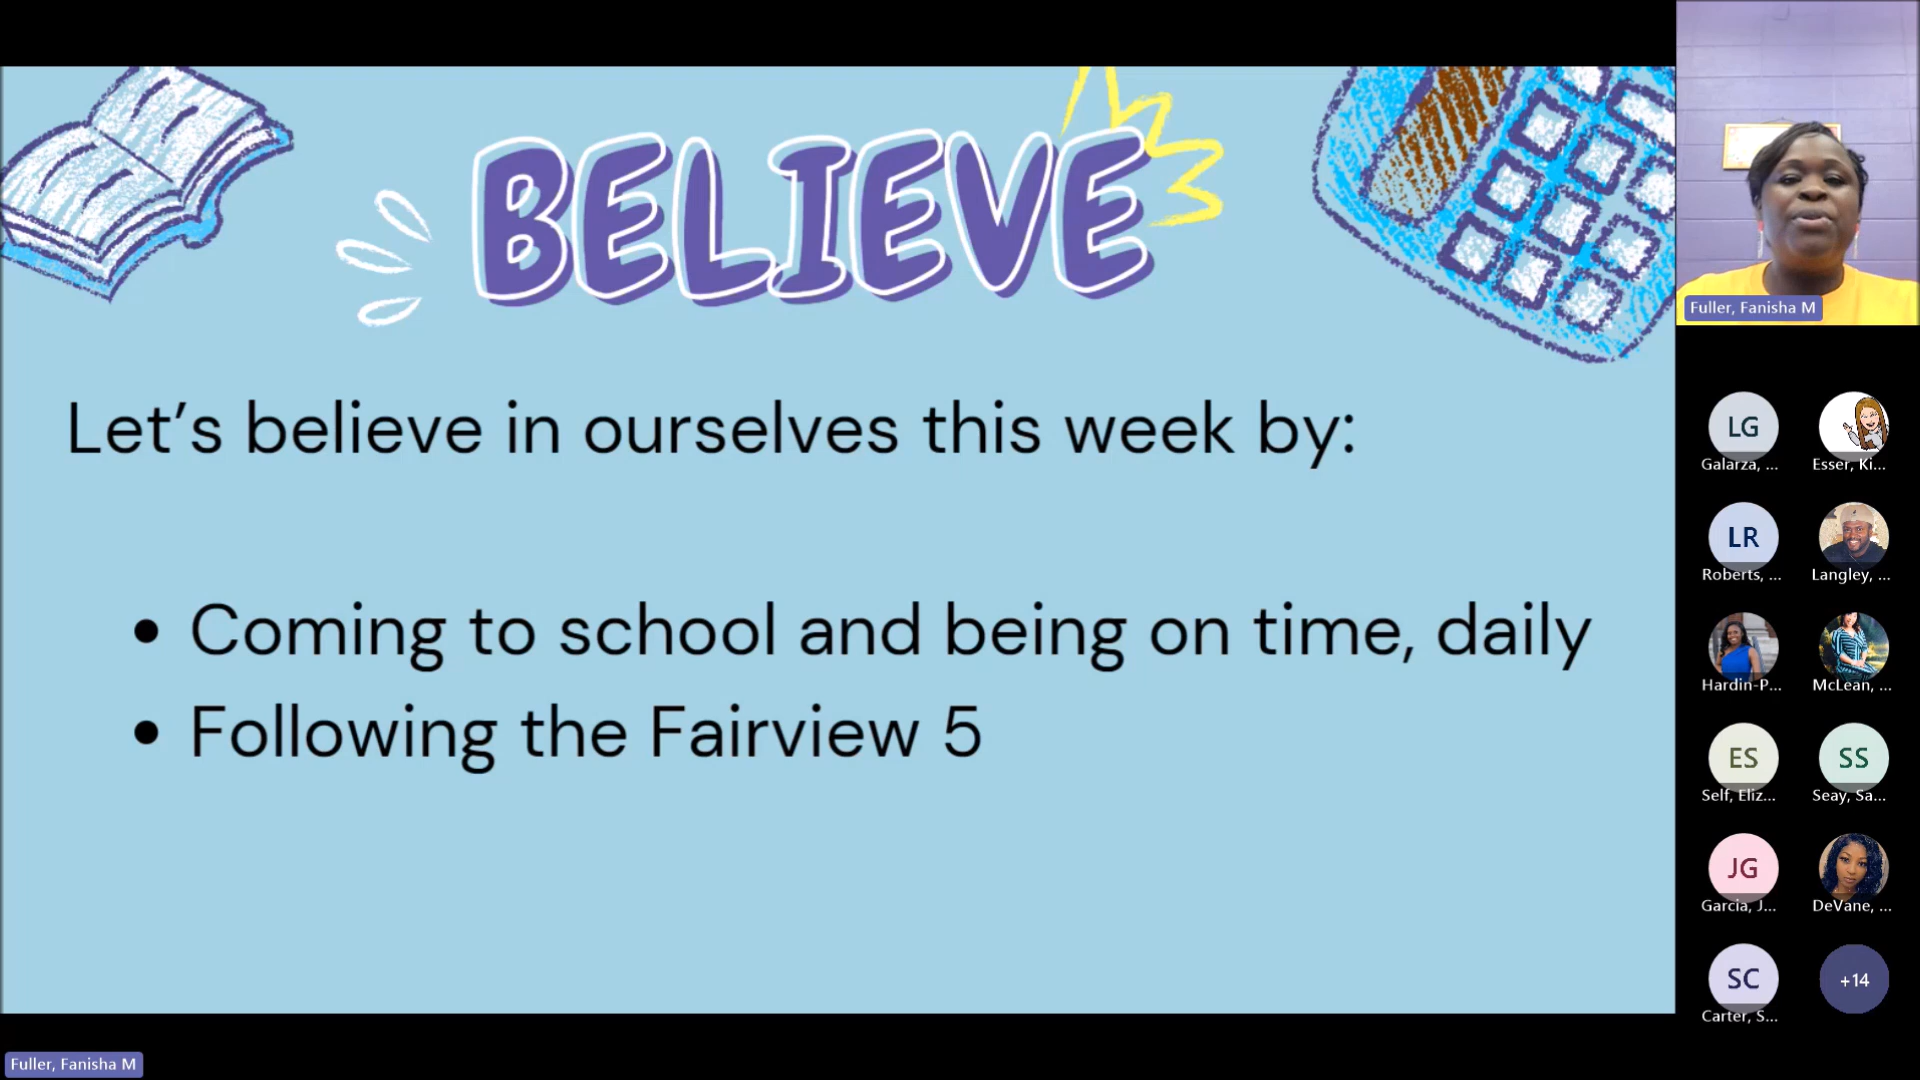 BELIEVE
Let’s believe in ourselves this week by:
• Coming to school and being on time, daily
• Following the Fairview 5
Fuller, Fanisha M
LG
Galarza, ...
Esser, Ki...
LR
Roberts, ...
Langley, ...
Hardin-P...
McLean, ...
ES
Self, Eliz...
SS
Seay, Sa...
JG
Garcia, J...
DeVane, ...
SC
Carter, S...
+14
Fuller, Fanisha M